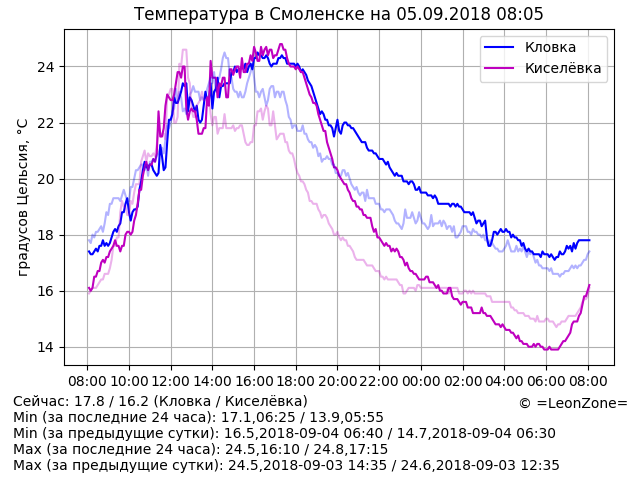 Температура в Смоленске на 05.09.2018 08:05
Кловка
Киселёвка
градусов Цельсия, °C
24
22
20
18
16
14
08:00 10:00 12:00 14:00 16:00 18:00 20:00 22:00 00:00 02:00 04:00 06:00 08:00
Сейчас: 17.8 / 16.2 (Кловка / Киселёвка)
© =LeonZone=
Min (за последние 24 часа): 17.1,06:25 / 13.9,05:55
Min (за предыдущие сутки): 16.5,2018-09-04 06:40 / 14.7,2018-09-04 06:30
Max (за последние 24 часа): 24.5,16:10 / 24.8,17:15
Max (за предыдущие сутки): 24.5,2018-09-03 14:35 / 24.6,2018-09-03 12:35